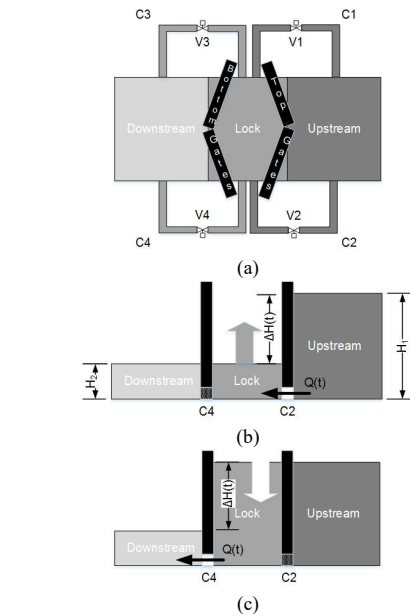 (a)
C3 C1
V3 V1
Bottom Gates
Top Gates
Downstream Lock Upstream
V4 V2
C4 C2
(b)
ΔH(t)
Upstream
H₁
H₂
Downstream Lock
Q(t)
C4 C2
ΔH(t)
Lock Upstream
Downstream
Q(t)
C4 C2
(c)